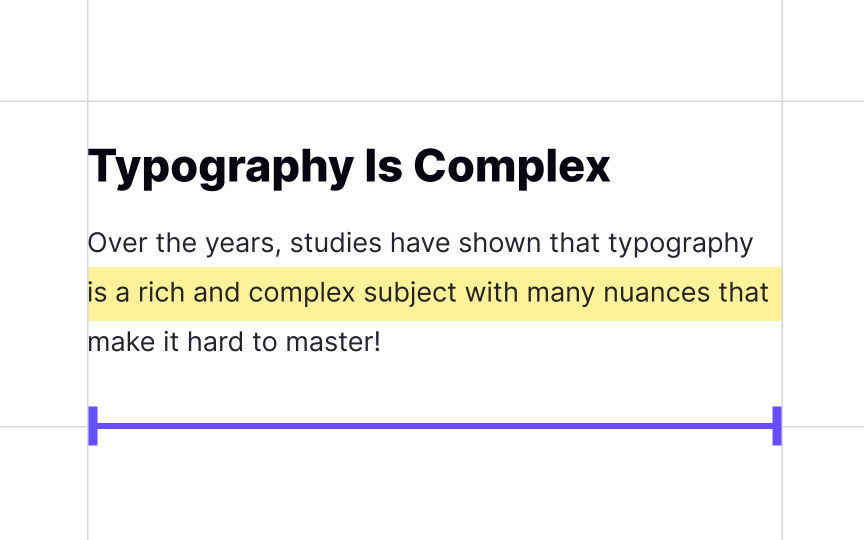 Typography Is Complex
Over the years, studies have shown that typography
is a rich and complex subject with many nuances that
make it hard to master!